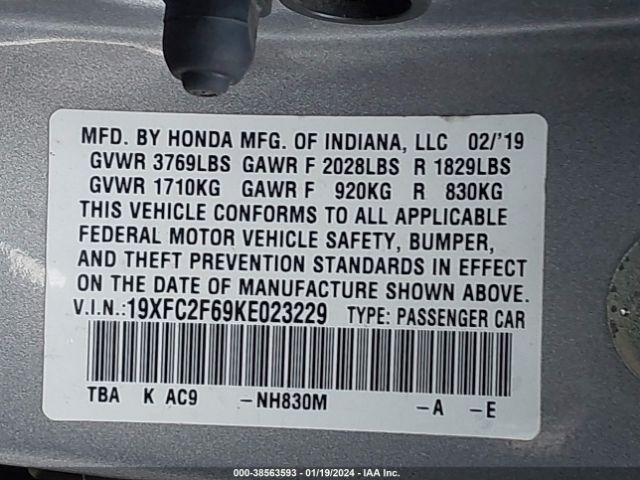 MFD. BY HONDA MFG. OF INDIANA, LLC 02/'19
GVWR 3769LBS GAWR F 2028LBS R 1829LBS
GVWR 1710KG GAWR F 920KG R 830KG
THIS VEHICLE CONFORMS TO ALL APPLICABLE
FEDERAL MOTOR VEHICLE SAFETY, BUMPER,
AND THEFT PREVENTION STANDARDS IN EFFECT
ON THE DATE OF MANUFACTURE SHOWN ABOVE.
V.I.N.:19XFC2F69KE023229 TYPE: PASSENGER CAR
TBA K AC9 -NH830M -A -E
000-38563593 - 01/19/2024 - IAA Inc.